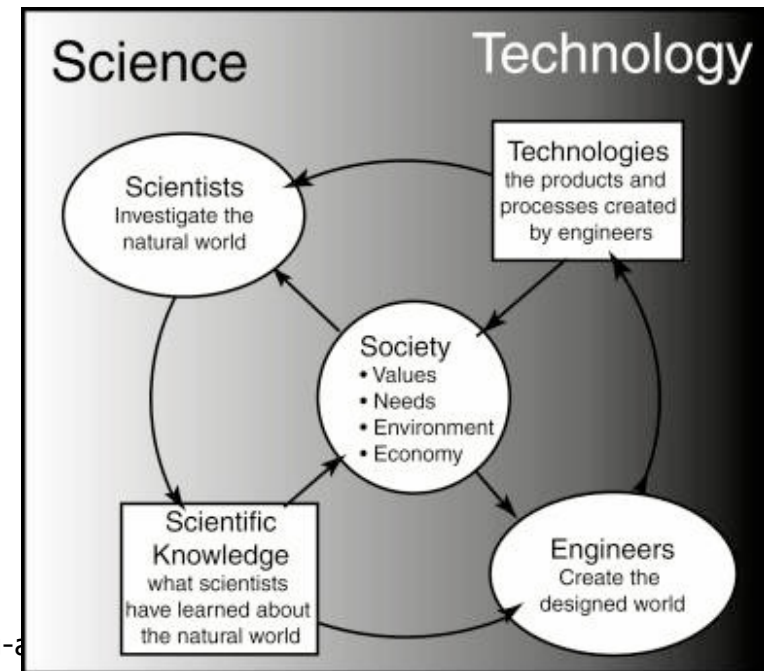 Science
Technology
Scientists
Investigate the
natural world
Technologies
the products and
processes created
by engineers
Society
• Values
• Needs
• Environment
• Economy
Scientific
Knowledge
what scientists
have learned about
the natural world
Engineers
Create the
designed world